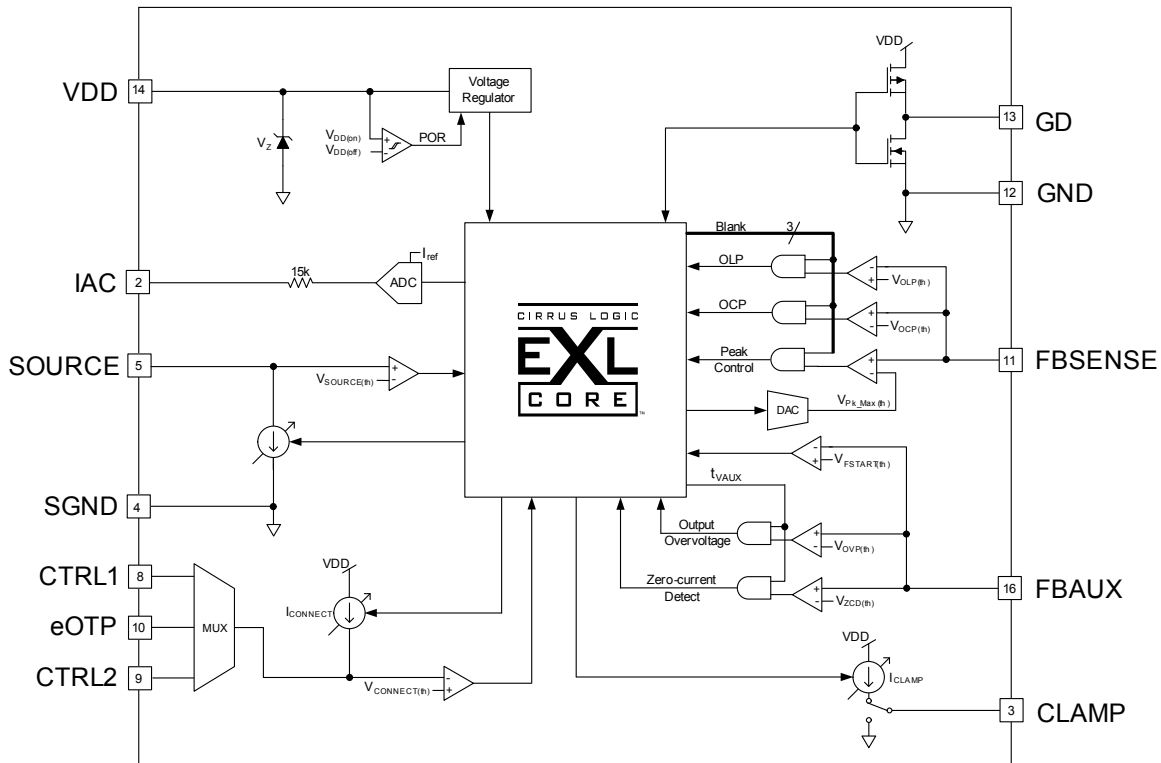 VDD
14
Voltage
Regulator
VDD(on)
VDD(off)
+
-
POR
VZ
VDD
13
GD
12
GND
IAC
2
15k
ADC
Iref
CIRRUS LOGIC
EXL
CORE
TM
Blank
3
OLP
-
+
VOLP(th)
OCP
+
-
VOCP(th)
Peak
Control
+
-
11
FBSENSE
DAC
VPk_Max(th)
SOURCE
5
+
-
VSOURCE(th)
SGND
4
-
+
VFSTART(th)
tVAUX
Output
Overvoltage
+
-
VOVP(th)
Zero-current
Detect
+
-
VZCD(th)
16
FBAUX
CTRL1
8
eOTP
10
CTRL2
9
MUX
VDD
ICONNECT
VCONNECT(th)
-
+
VDD
ICLAMP
3
CLAMP